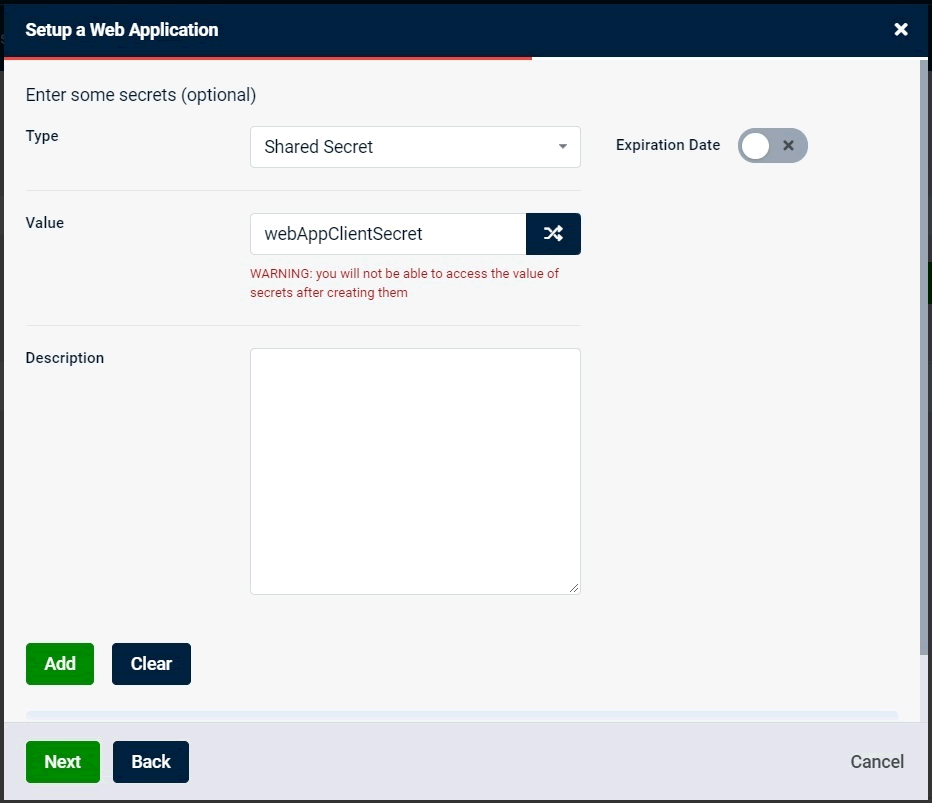 Setup a Web Application
Enter some secrets (optional)
Type
Shared Secret
Expiration Date
Value
webAppClientSecret
WARNING: you will not be able to access the value of
secrets after creating them
Description
Add
Clear
Next
Back
Cancel